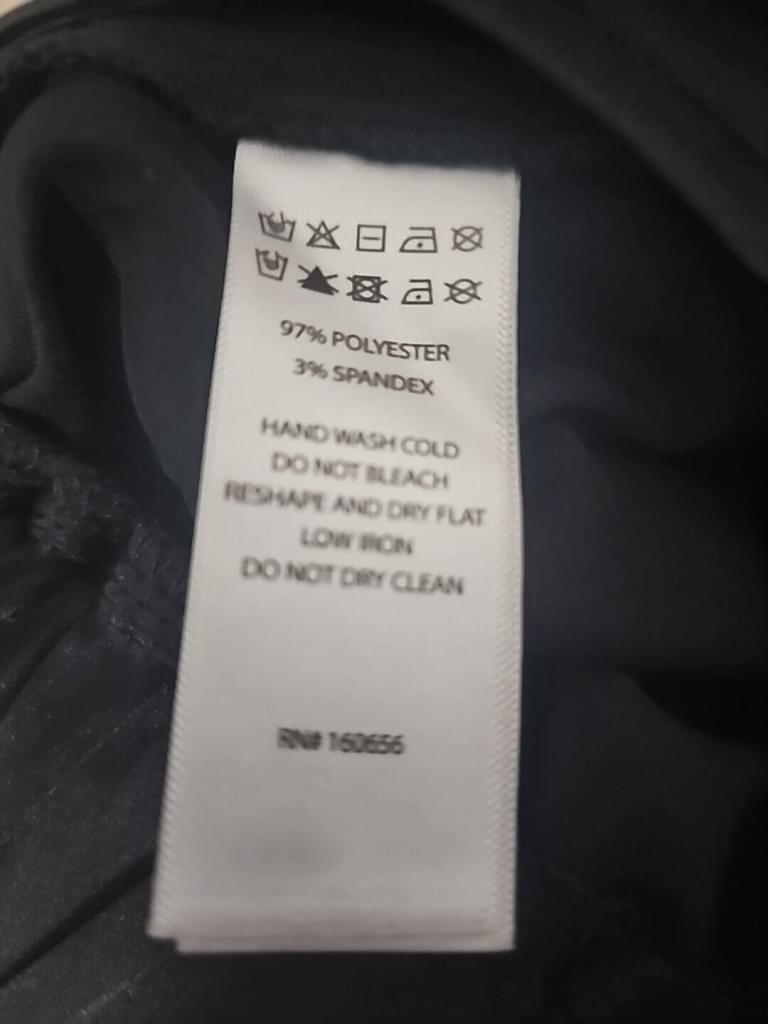 97% POLYESTER
3% SPANDEX
HAND WASH COLD
DO NOT BLEACH
RESHAPE AND DRY FLAT
LOW IRON
DO NOT DRY CLEAN
RN# 160656